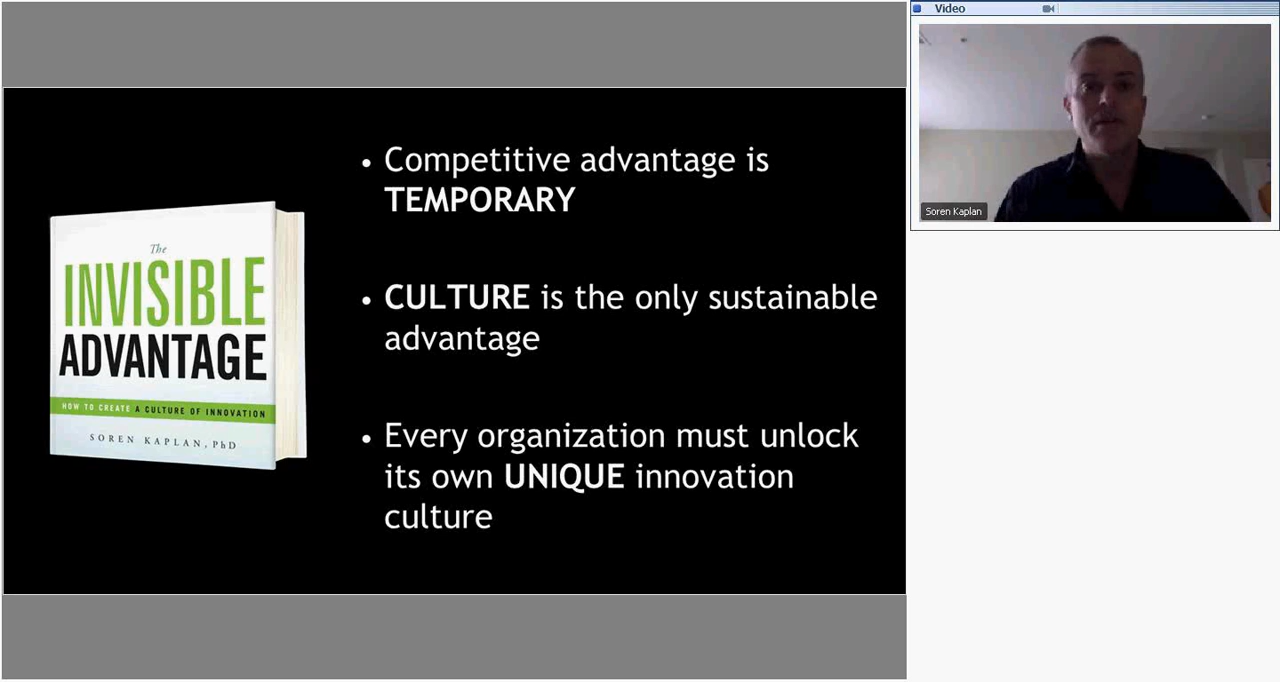 Video
Soren Kaplan
• Competitive advantage is
TEMPORARY
• CULTURE is the only sustainable
advantage
• Every organization must unlock
its own UNIQUE innovation
culture
The
INVISIBLE
ADVANTAGE
HOW TO CREATE A CULTURE OF INNOVATION
SOREN KAPLAN, PhD